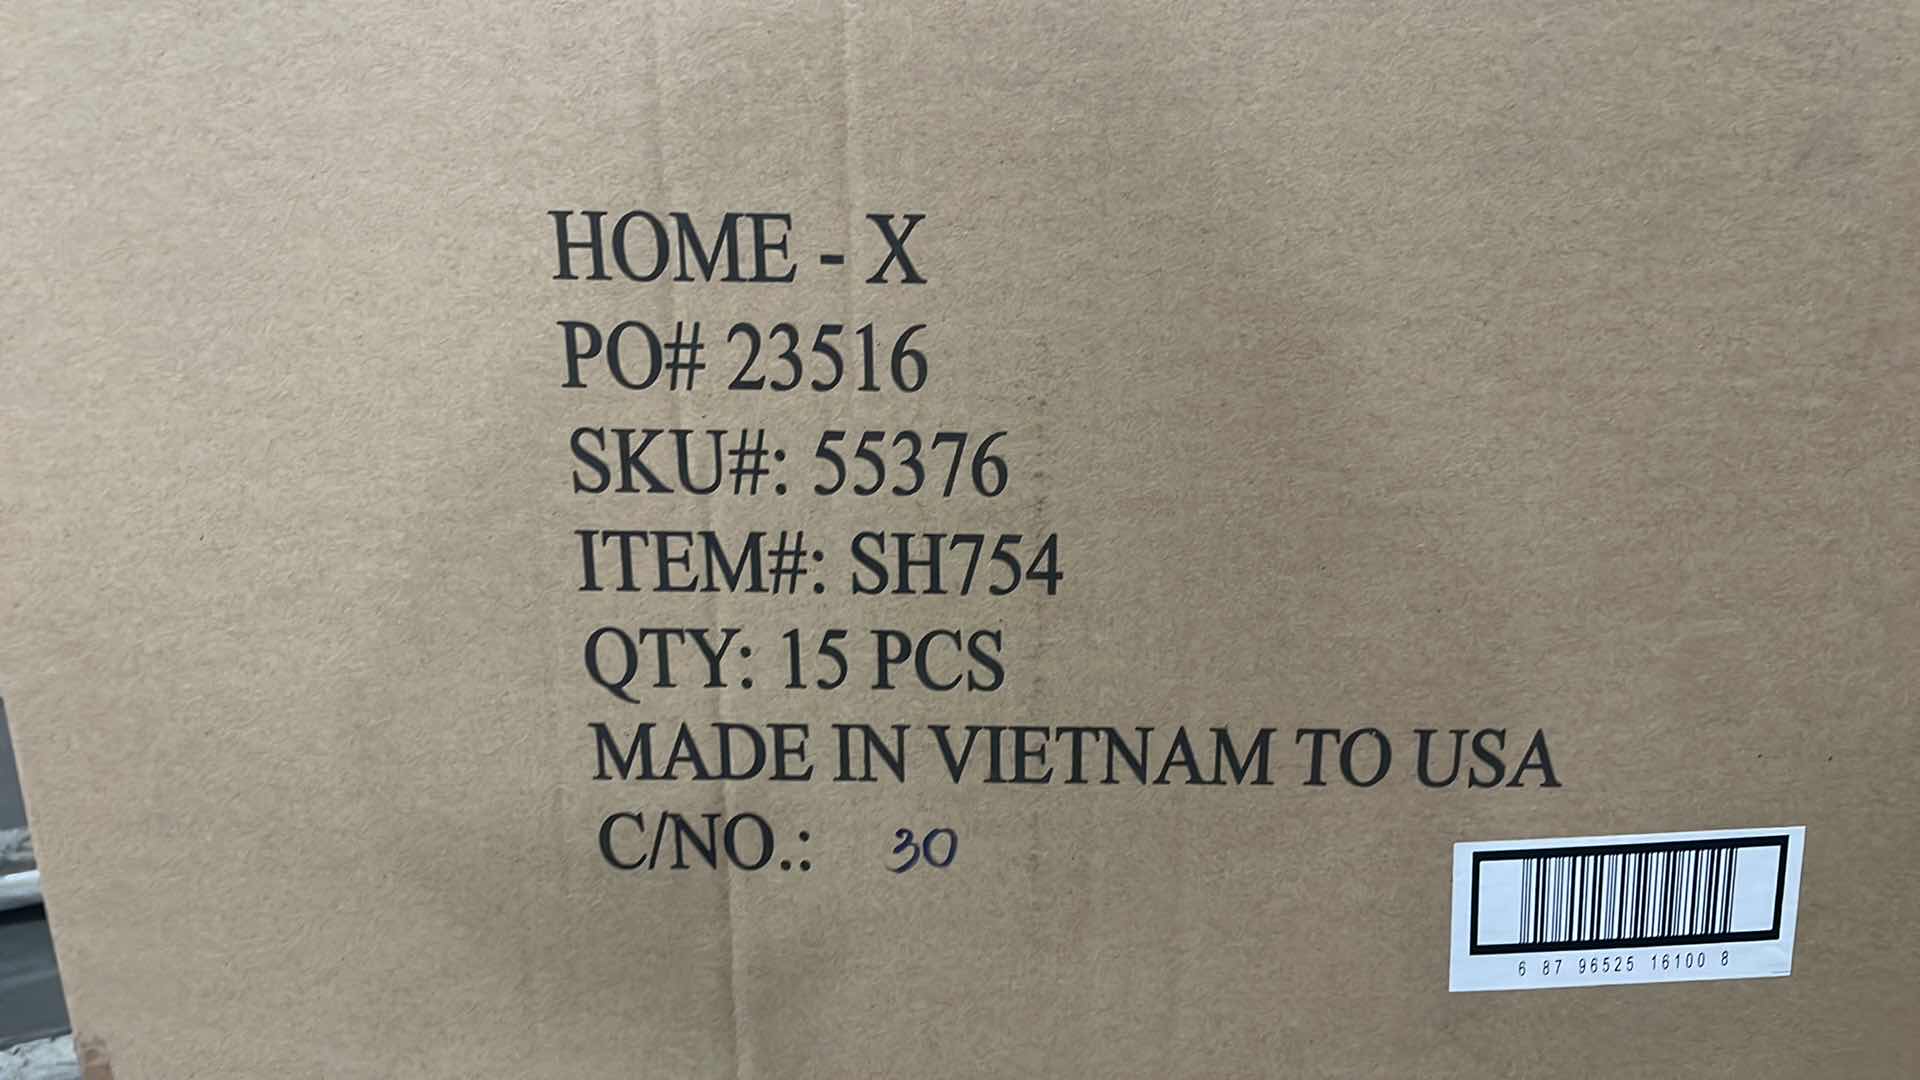 HOME - X
PO# 23516
SKU#: 55376
ITEM#: SH754
QTY: 15 PCS
MADE IN VIETNAM TO USA
C/NO.: 30
6 87 96525 16100 8